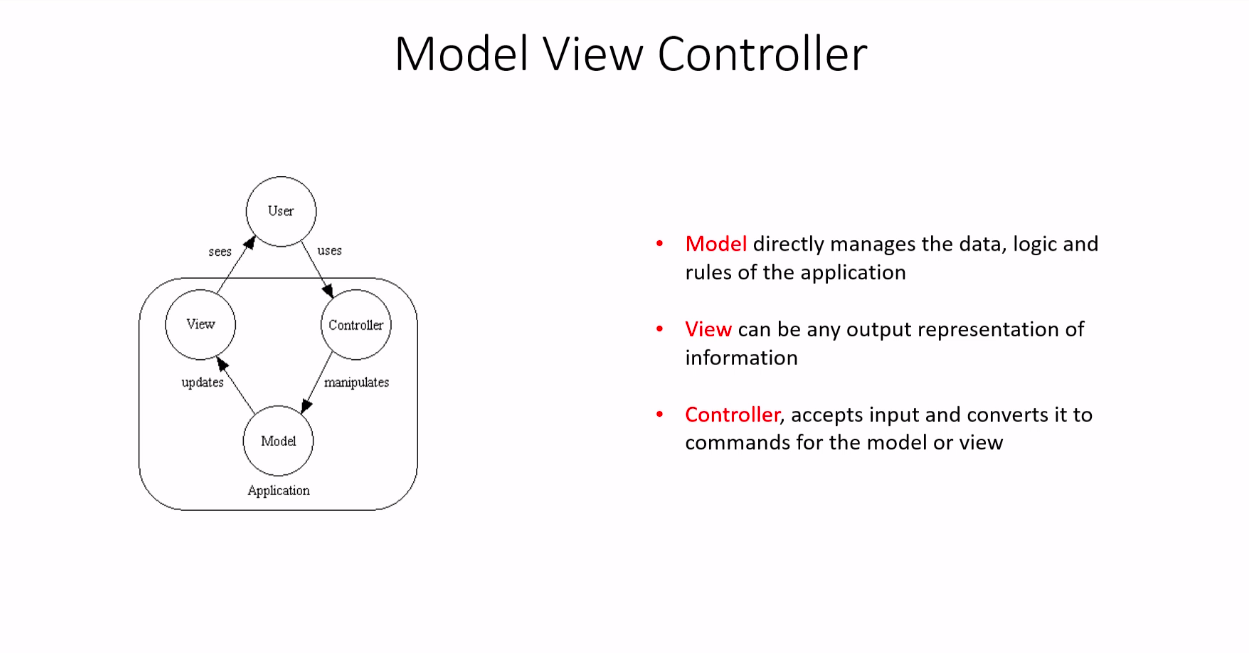 Model View Controller
User
sees
uses
View
Controller
updates
manipulates
Model
Application
• Model directly manages the data, logic and
rules of the application
• View can be any output representation of
information
• Controller, accepts input and converts it to
commands for the model or view